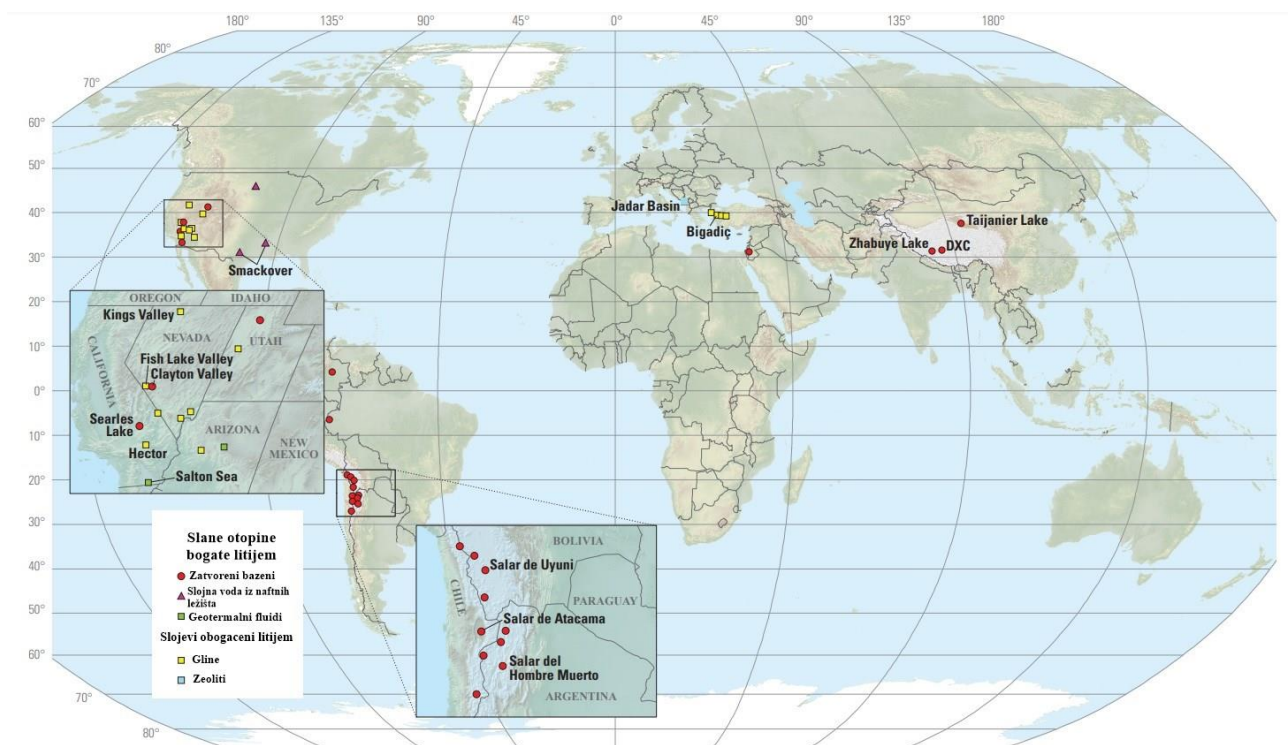 180° 135° 90° 45° 0° 45° 90° 135° 180°
80°
70°
60°
50°
40°
30°
20°
10°
0°
10°
20°
30°
40°
50°
60°
70°
80°
Smackover
Jadar Basin
Bigadiç
Taijanier Lake
Zhabuye Lake
DXC
OREGON
IDAHO
Kings Valley
NEVADA
UTAH
CALIFORNIA
Fish Lake Valley
Clayton Valley
Searles
Lake
ARIZONA
Hector
NEW
MEXICO
Salton Sea
Slane otopine
bogate litijem
Zatvoreni bazeni
Slojna voda iz naftnih
ležišta
Geotermalni fluidi
Slojevi obogaceni litijem
Gline
Zeoliti
BOLIVIA
Salar de Uyuni
CHILE
PARAGUAY
Salar de Atacama
Salar del
Hombre Muerto
ARGENTINA